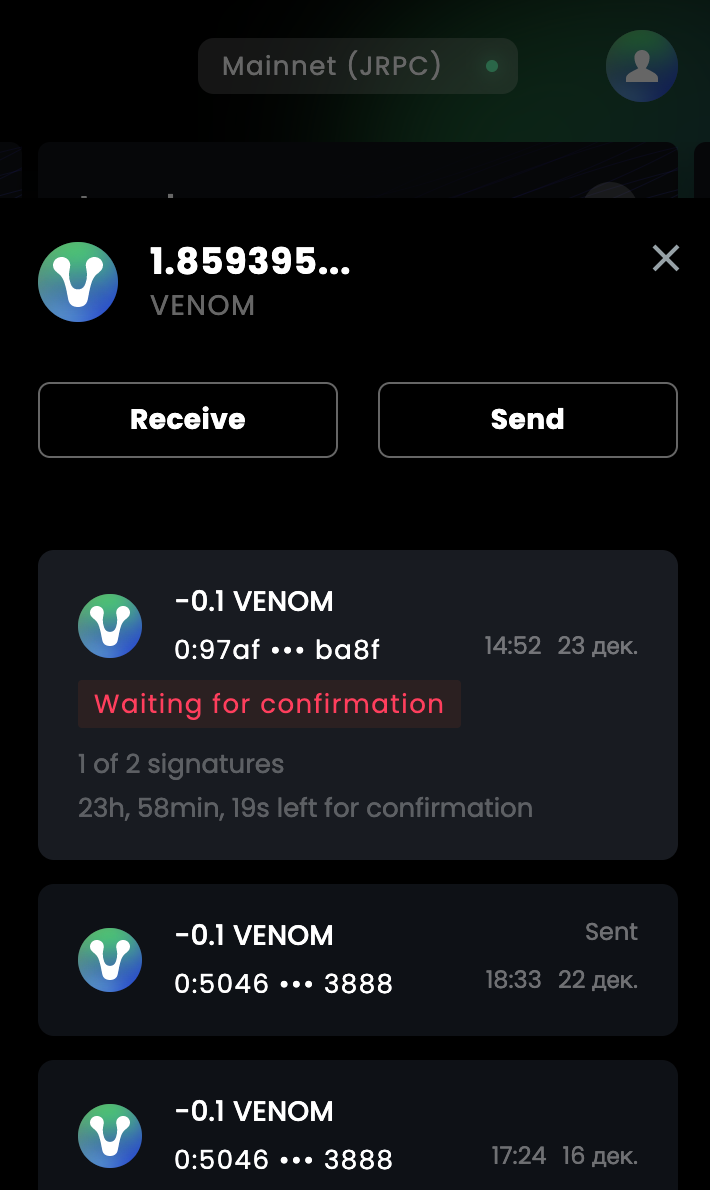 Mainnet (JRPC)
1.859395...
VENOM
Receive
Send
-0.1 VENOM
0:97af ••• ba8f
14:52 23 дек.
Waiting for confirmation
1 of 2 signatures
23h, 58min, 19s left for confirmation
-0.1 VENOM
Sent
0:5046 ••• 3888
18:33 22 дек.
-0.1 VENOM
0:5046 ••• 3888
17:24 16 дек.